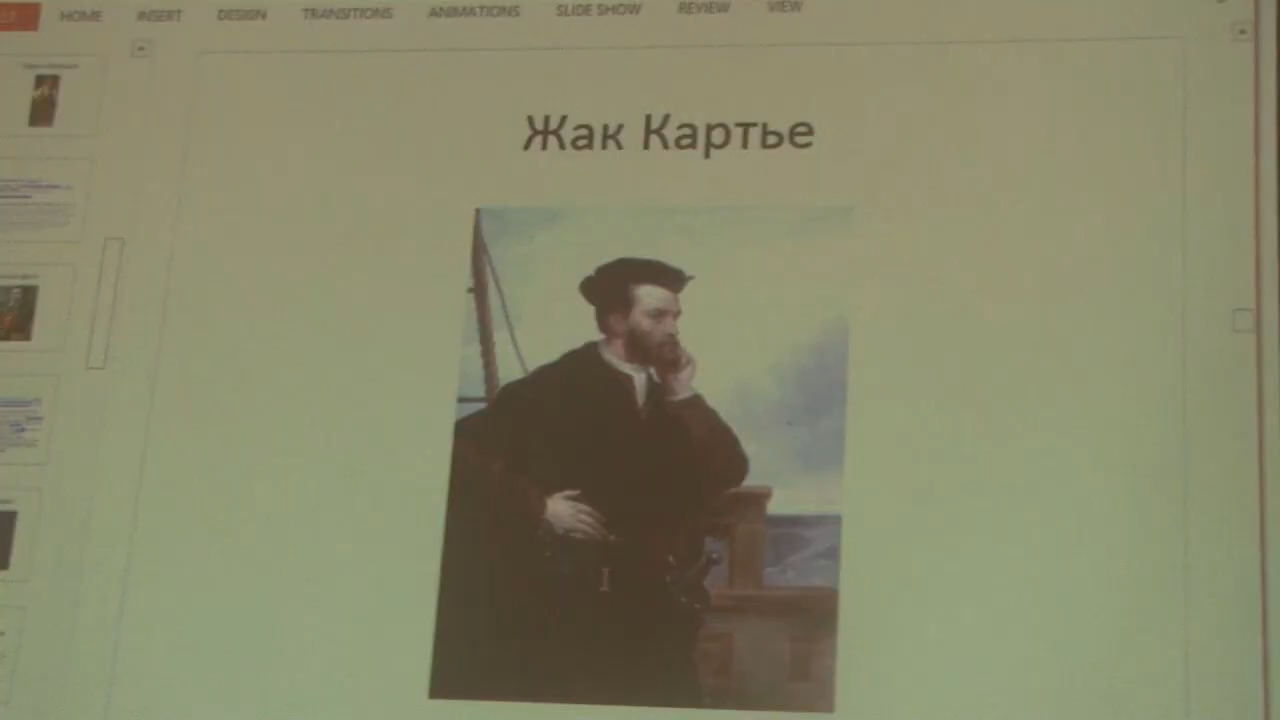 HOME INSERT DESIGN TRANSITIONS ANIMATIONS SLIDE SHOW REVIEW VIEW
Жак Картье